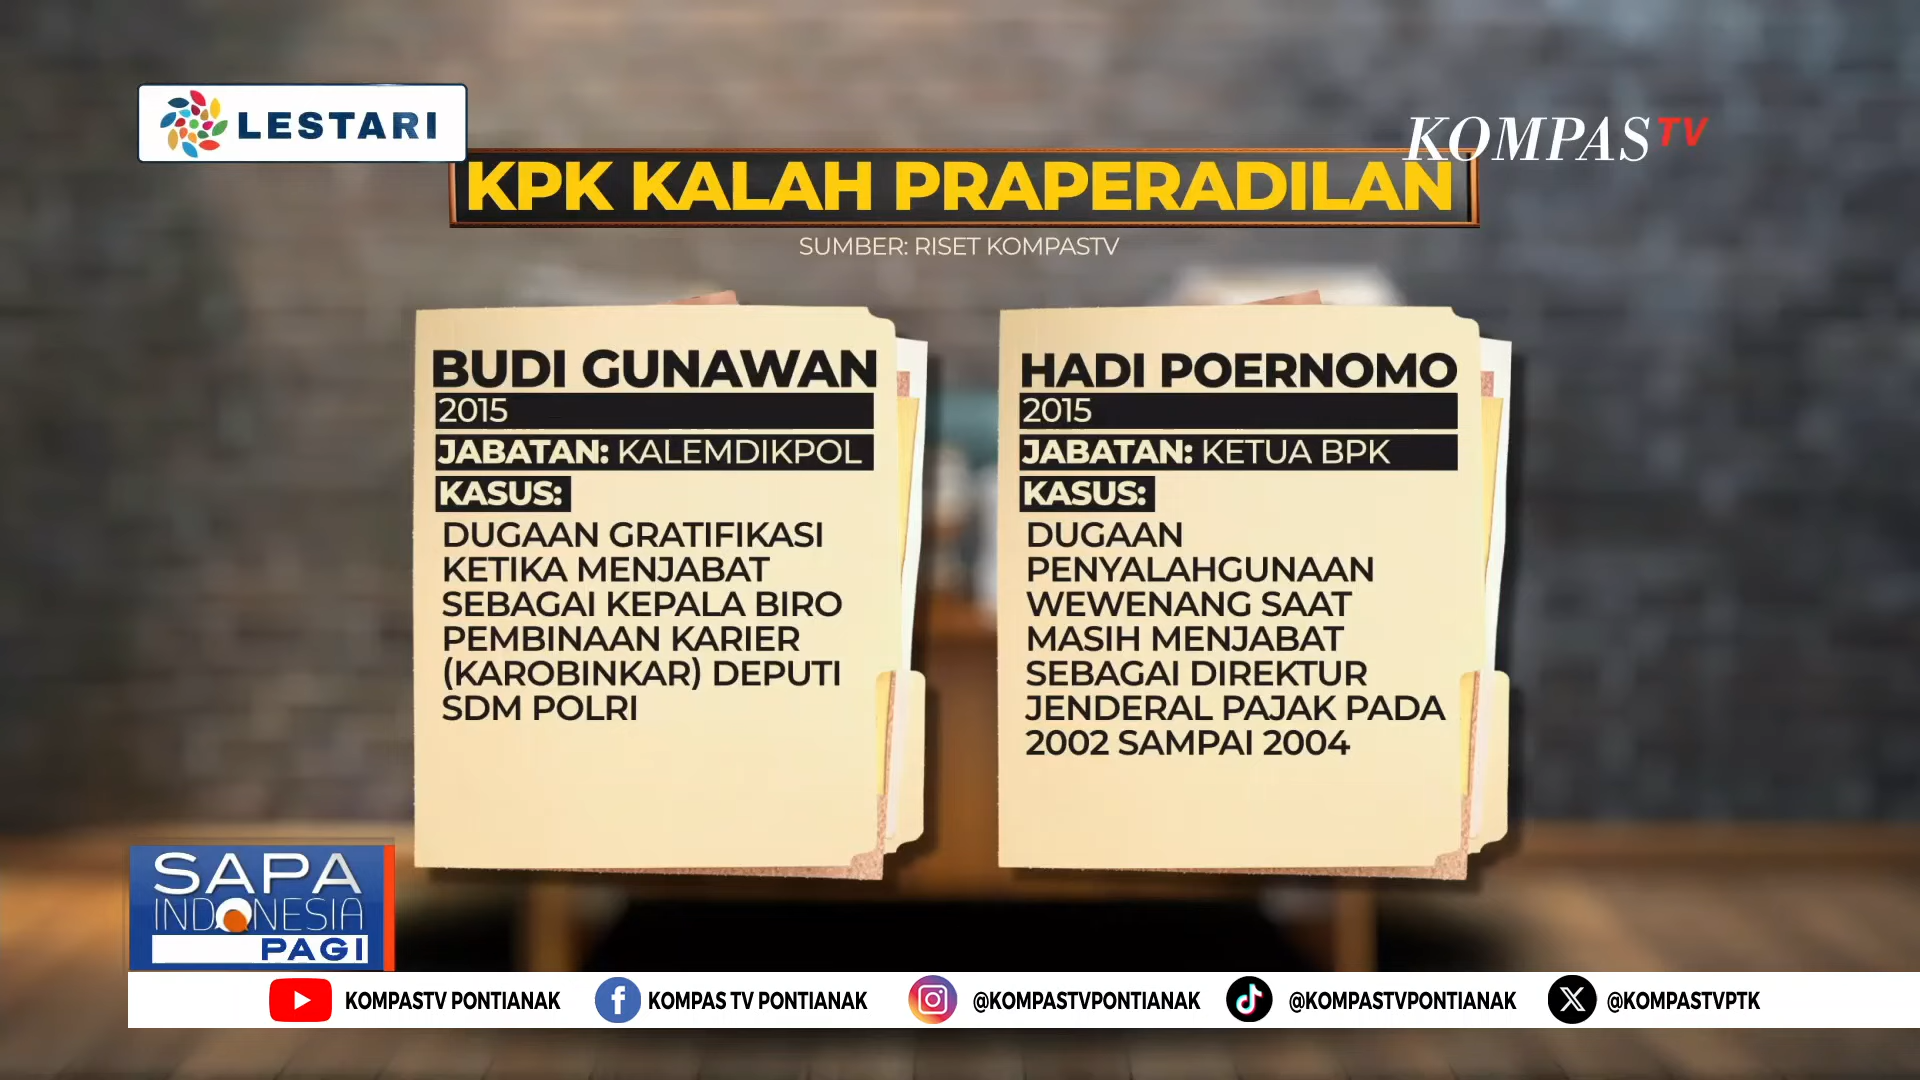 LESTARI
KOMPASTV
KPK KALAH PRAPERADILAN
SUMBER: RISET KOMPASTV
BUDI GUNAWAN
2015
JABATAN: KALEMDIKPOL
KASUS:
DUGAAN GRATIFIKASI
KETIKA MENJABAT
SEBAGAI KEPALA BIRO
PEMBINAAN KARIER
(KAROBINKAR) DEPUTI
SDM POLRI
HADI POERNOMO
2015
JABATAN: KETUA BPK
KASUS:
DUGAAN
PENYALAHGUNAAN
WEWENANG SAAT
MASIH MENJABAT
SEBAGAI DIREKTUR
JENDERAL PAJAK PADA
2002 SAMPAI 2004
SAPA
INDONESIA
PAGI
KOMPASTV PONTIANAK KOMPAS TV PONTIANAK @KOMPASTVPONTIANAK @KOMPASTVPONTIANAK @KOMPASTVPTK